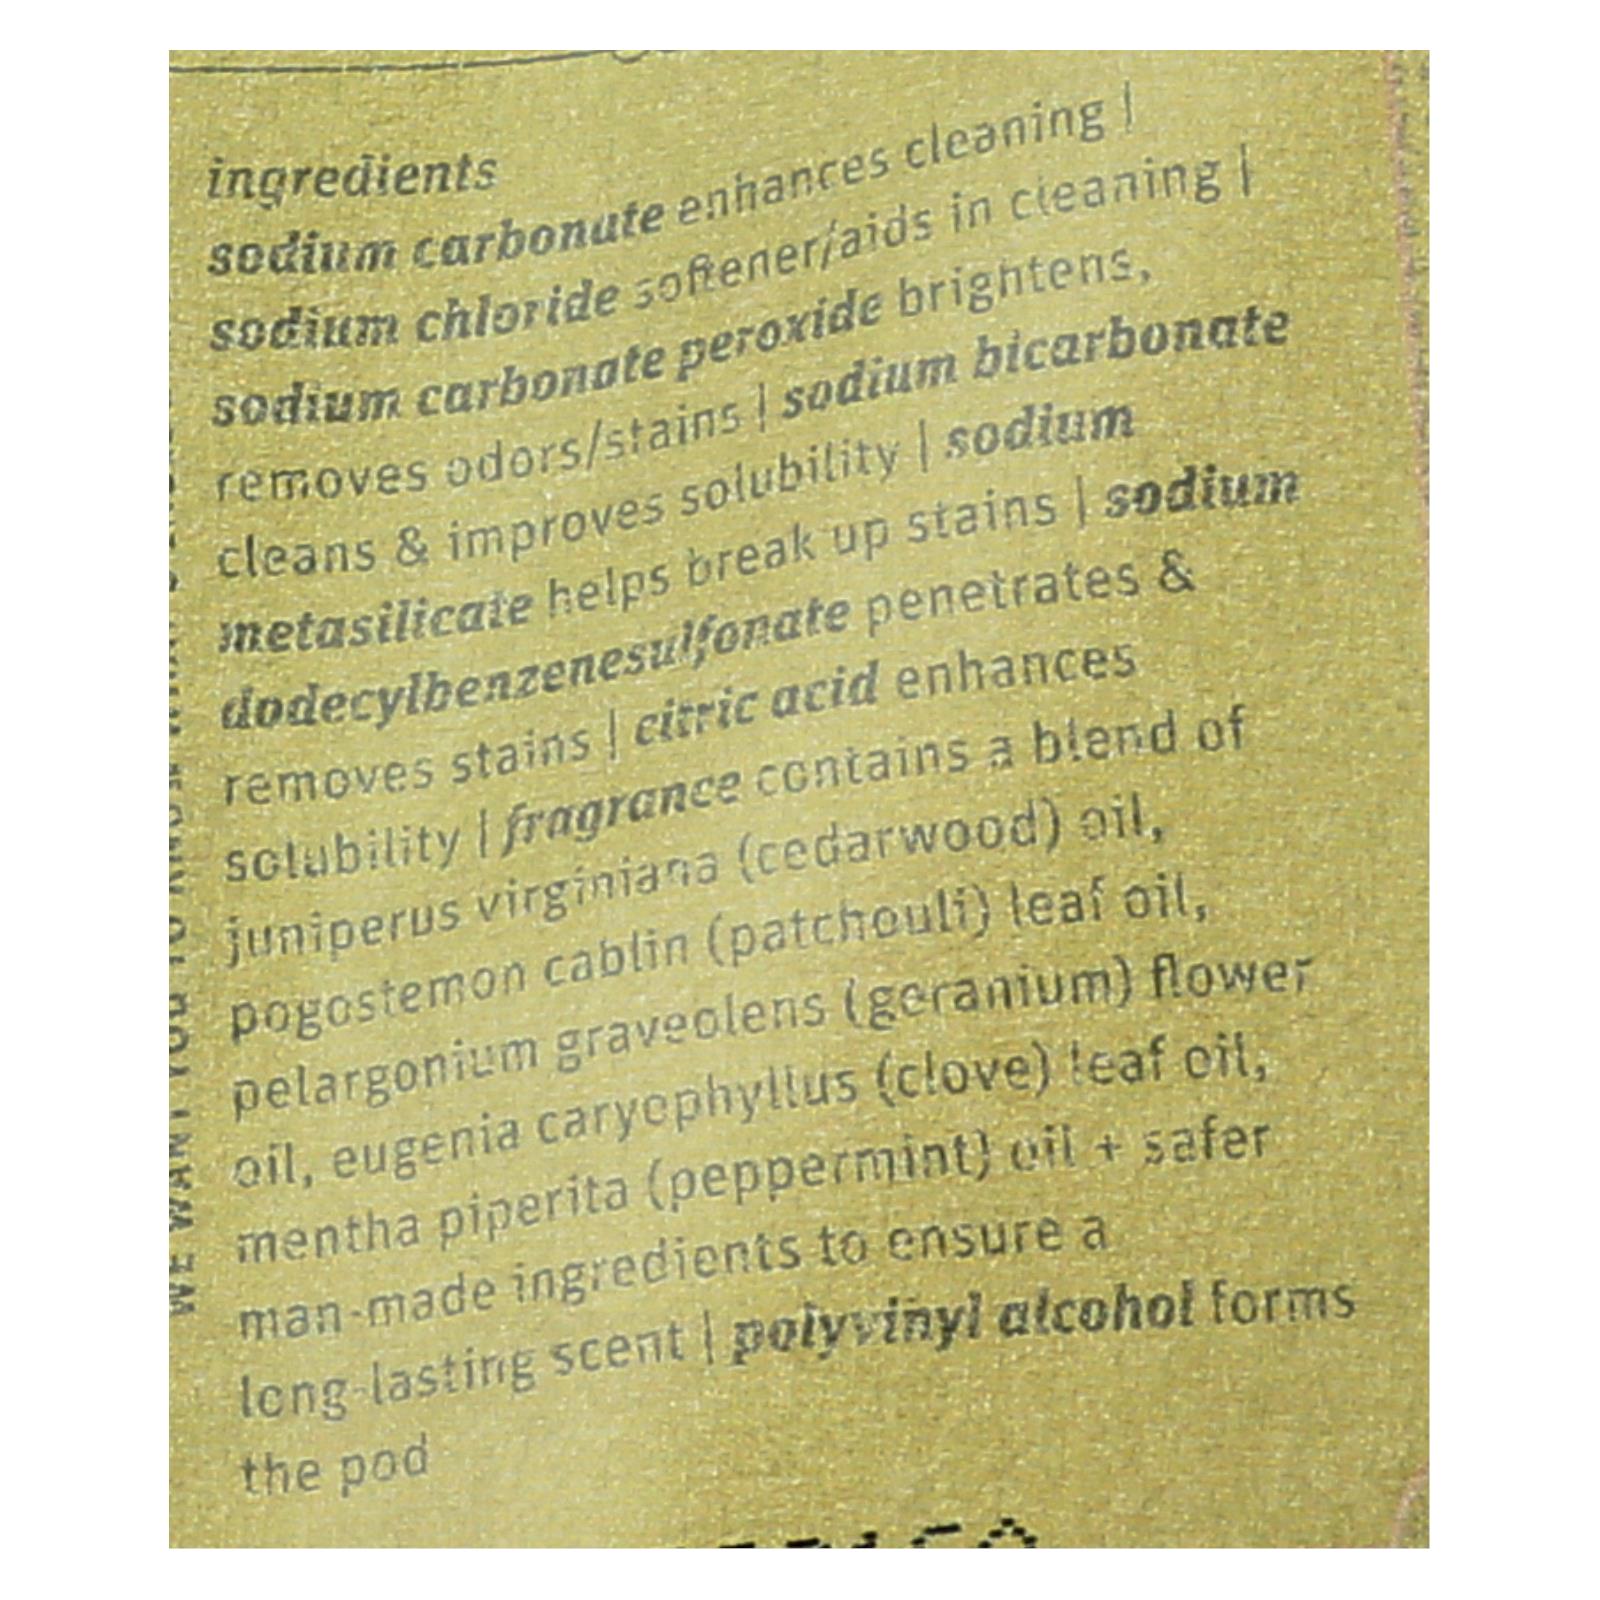 ingredients
sodium carbonate enhances cleaning |
sodium chloride softener/aids in cleaning |
sodium carbonate peroxide brightens,
removes odors/stains | sodium bicarbonate
cleans & improves solubility | sodium
metasilicate helps break up stains | sodium
dodecylbenzenesulfonate penetrates &
removes stains | citric acid enhances
solubility | fragrance contains a blend of
juniperus virginiana (cedarwood) oil,
pogostemon cablin (patchouli) leaf oil,
pelargonium graveolens (geranium) flower
oil, eugenia caryophyllus (clove) leaf oil,
mentha piperita (peppermint) oil + safer
man-made ingredients to ensure a
long-lasting scent | polyvinyl alcohol forms
the pod
WE WANT YOU TO